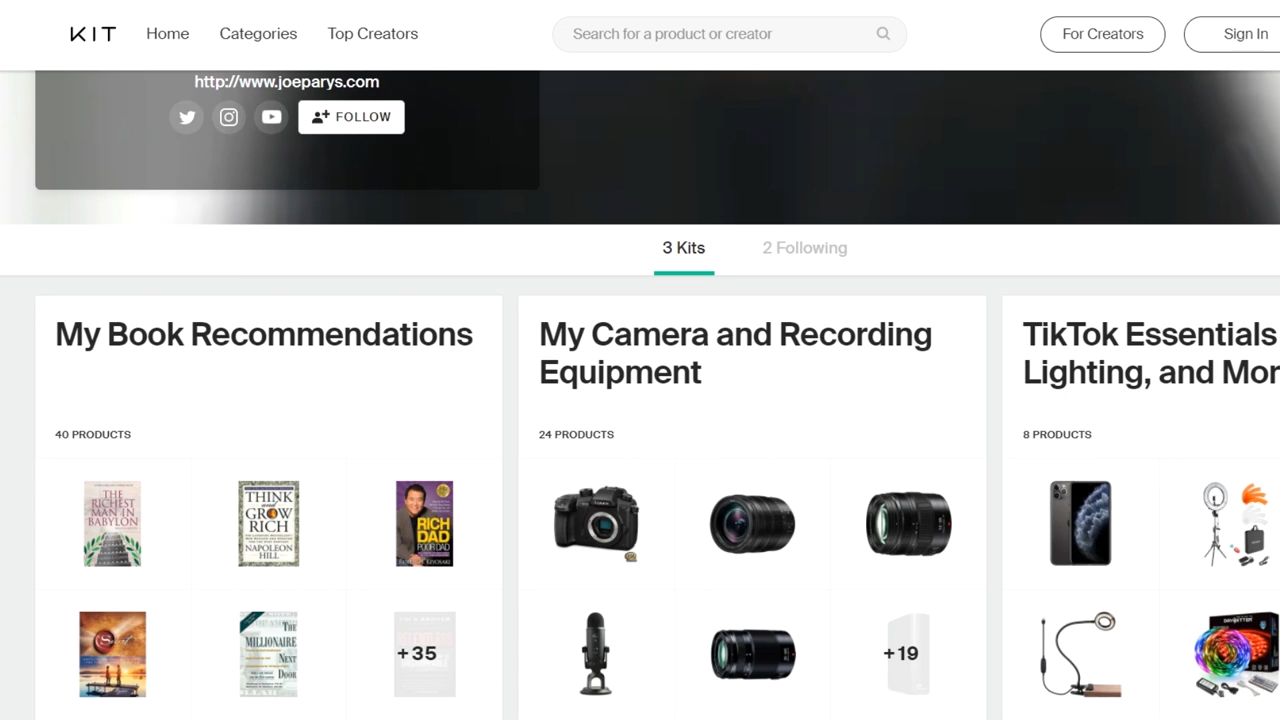 KIT Home Categories Top Creators Search for a product or creator For Creators Sign In
http://www.joeparys.com
FOLLOW
3 Kits 2 Following
My Book Recommendations
My Camera and Recording
Equipment
TikTok Essentials
Lighting, and Mor
40 PRODUCTS
24 PRODUCTS
8 PRODUCTS
THE
RICHEST
MAN IN
BABYLON
THINK
and
GROW
RICH
NAPOLEON
HILL
RICH
DAD
POOR DAD
Secret
THE
MILLIONAIRE
NEXT
DOOR
+35
+19
DAYBETTER